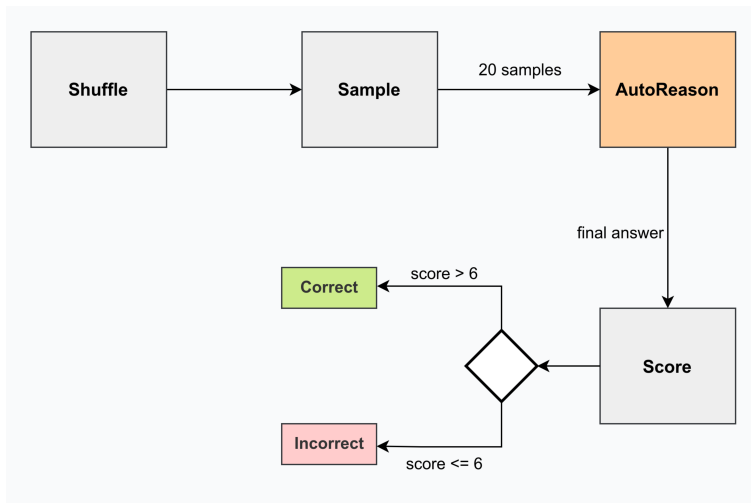 Shuffle
Sample
20 samples
AutoReason
final answer
score > 6
Correct
Score
Incorrect
score <= 6